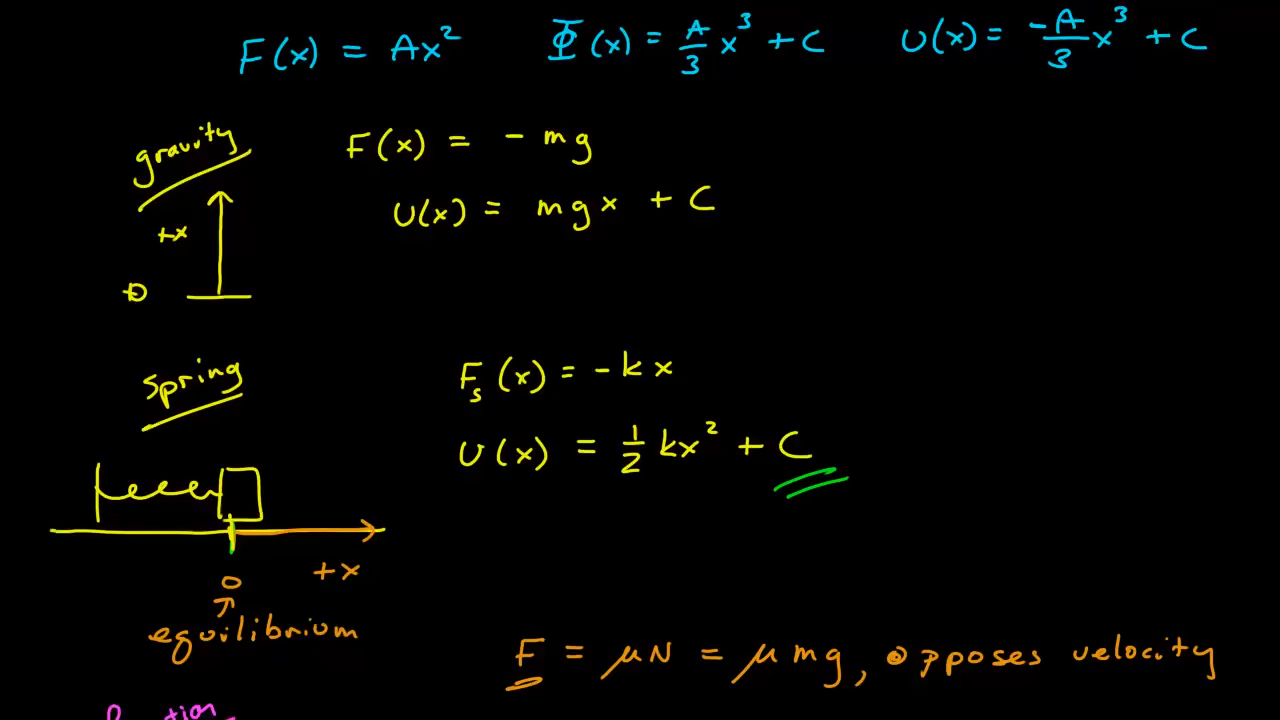 F(x) = Ax² Φ(x) = A/3 x³ + C U(x) = -A/3 x³ + C
gravity
F(x) = - mg
U(x) = mgx + C
+x
0
spring
Fₛ(x) = -kx
U(x) = 1/2 kx² + C
0
+x
equilibrium
F = μN = μmg, opposes velocity